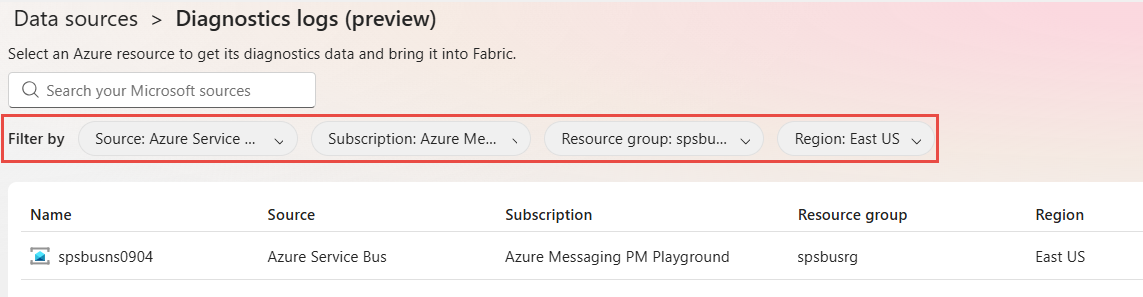 Data sources > Diagnostics logs (preview)
Select an Azure resource to get its diagnostics data and bring it into Fabric.
Search your Microsoft sources
Filter by Source: Azure Service ... Subscription: Azure Me... Resource group: spsbu... Region: East US
Name Source Subscription Resource group Region
spsbusns0904 Azure Service Bus Azure Messaging PM Playground spsbusrg East US